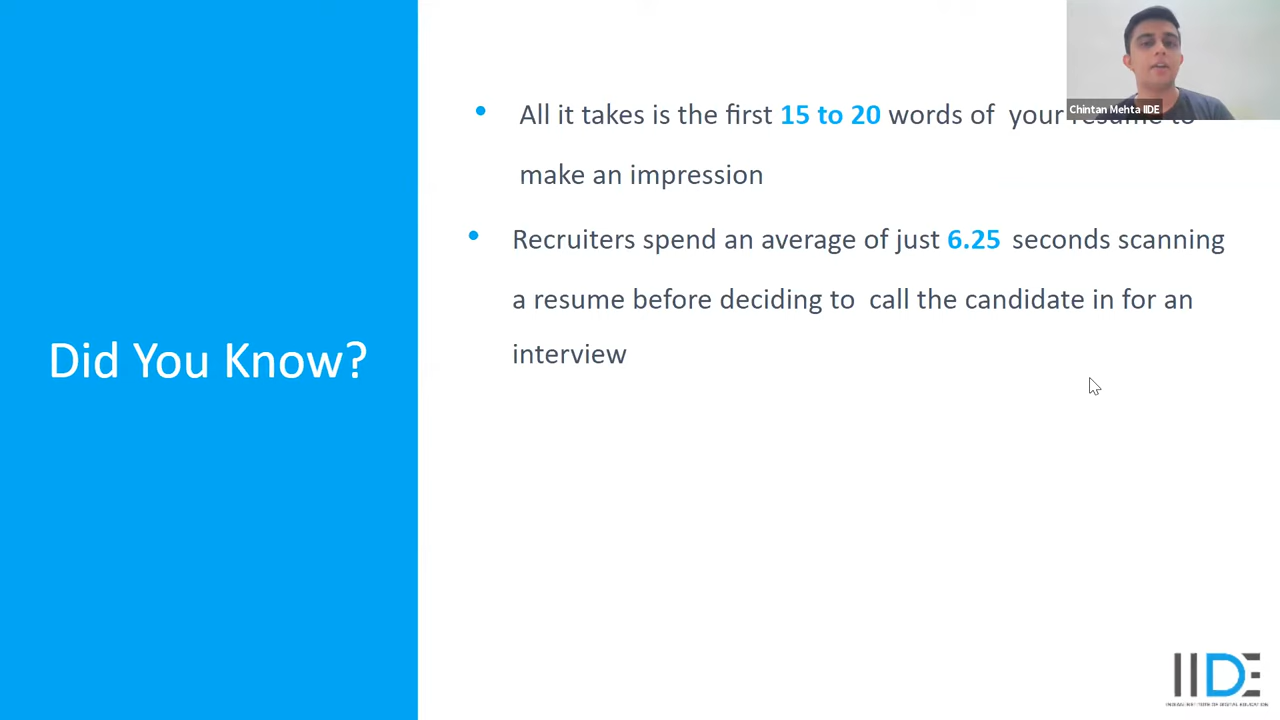 Chintan Mehta IIDE
All it takes is the first 15 to 20 words of your resume to
make an impression
Recruiters spend an average of just 6.25 seconds scanning
a resume before deciding to call the candidate in for an
interview
Did You Know?
IIDE